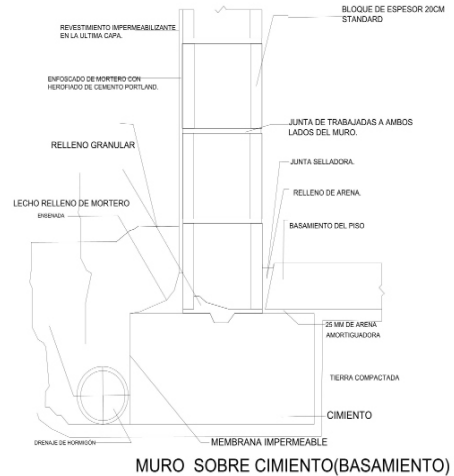 BLOQUE DE ESPESOR 20CM
STANDARD
REVESTIMIENTO IMPERMEABILIZANTE
EN LA ULTIMA CAPA.
ENFOSCADO DE MORTERO CON
HEROFIADO DE CEMENTO PORTLAND.
JUNTA DE TRABAJADAS A AMBOS
LADOS DEL MURO.
RELLENO GRANULAR
JUNTA SELLADORA.
RELLENO DE ARENA.
LECHO RELLENO DE MORTERO
ENSENADA
BASAMIENTO DEL PISO
25 MM DE ARENA
AMORTIGUADORA
TIERRA COMPACTADA
CIMIENTO
DRENAJE DE HORMIGÓN
MEMBRANA IMPERMEABLE
MURO SOBRE CIMIENTO(BASAMIENTO)